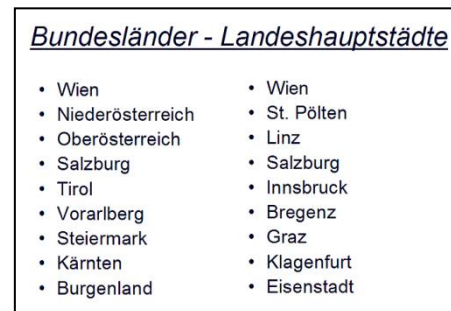 Bundesländer - Landeshauptstädte
• Wien
• Niederösterreich
• Oberösterreich
• Salzburg
• Tirol
• Vorarlberg
• Steiermark
• Kärnten
• Burgenland
• Wien
• St. Pölten
• Linz
• Salzburg
• Innsbruck
• Bregenz
• Graz
• Klagenfurt
• Eisenstadt